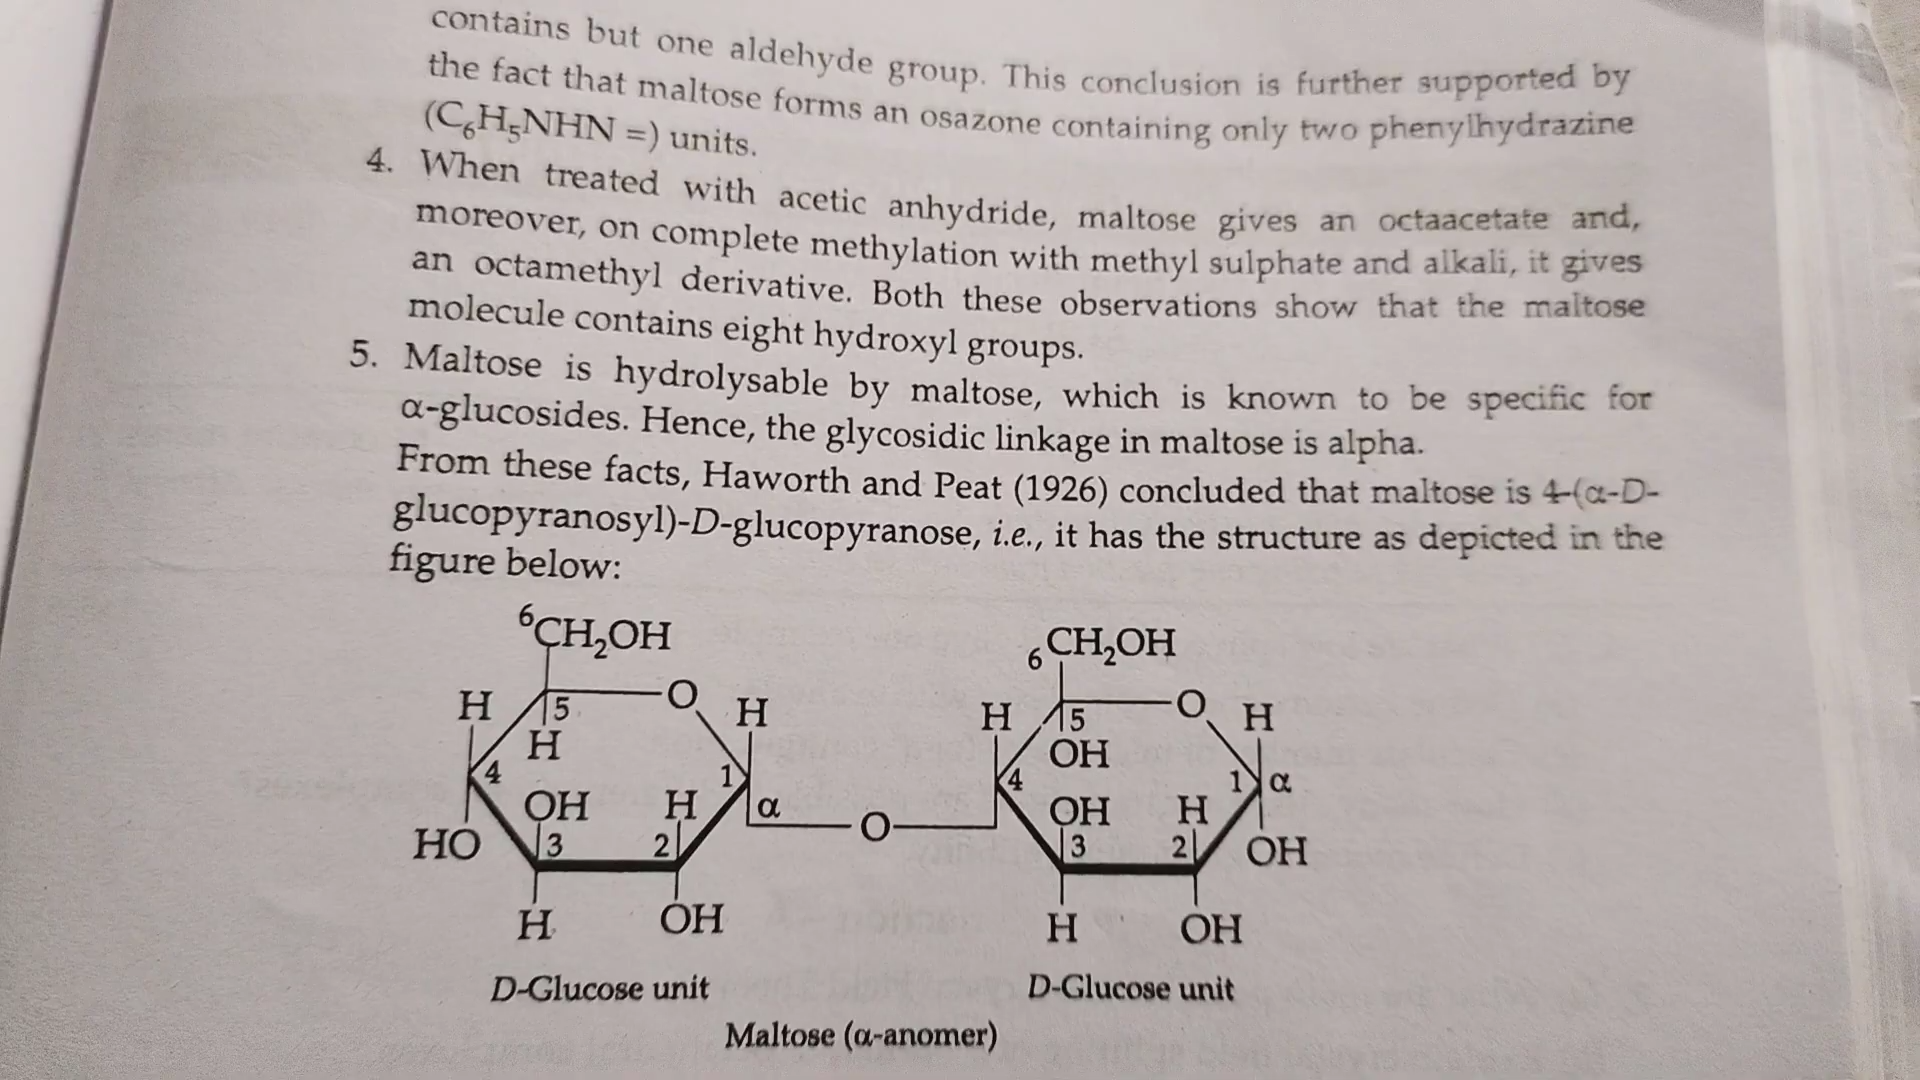 contains but one aldehyde group. This conclusion is further supported by
the fact that maltose forms an osazone containing only two phenylhydrazine
(C₆H₅NHN =) units.
4. When treated with acetic anhydride, maltose gives an octaacetate and,
moreover, on complete methylation with methyl sulphate and alkali, it gives
an octamethyl derivative. Both these observations show that the maltose
molecule contains eight hydroxyl groups.
5. Maltose is hydrolysable by maltose, which is known to be specific for
α-glucosides. Hence, the glycosidic linkage in maltose is alpha.
From these facts, Haworth and Peat (1926) concluded that maltose is 4-(α-D-
glucopyranosyl)-D-glucopyranose, i.e., it has the structure as depicted in the
figure below:
⁶CH₂OH ₆CH₂OH
H 5 O H H 5 O H
H OH
4 1 4 1 α
OH H α OH H
HO 3 2 O 3 2 OH
H OH H OH
D-Glucose unit D-Glucose unit
Maltose (α-anomer)